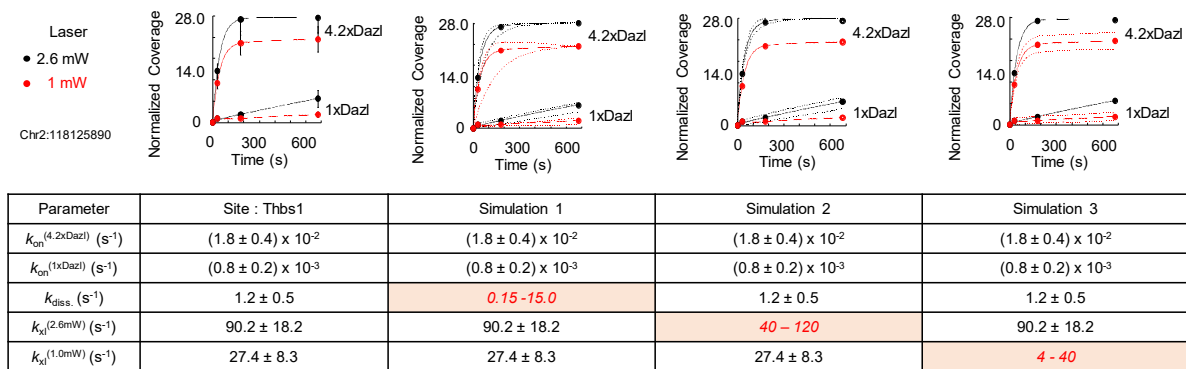 Laser
2.6 mW
1 mW
Chr2:118125890
Normalized Coverage
28.0
14.0
0
0 300 600
Time (s)
4.2xDazl
1xDazl
Normalized Coverage
28.0
14.0
0
0 300 600
Time (s)
4.2xDazl
1xDazl
Normalized Coverage
28.0
14.0
0
0 300 600
Time (s)
4.2xDazl
1xDazl
Normalized Coverage
28.0
14.0
0
0 300 600
Time (s)
4.2xDazl
1xDazl
Parameter Site : Thbs1 Simulation 1 Simulation 2 Simulation 3
kon(4.2xDazl) (s-1) (1.8 ± 0.4) x 10-2 (1.8 ± 0.4) x 10-2 (1.8 ± 0.4) x 10-2 (1.8 ± 0.4) x 10-2
kon(1xDazl) (s-1) (0.8 ± 0.2) x 10-3 (0.8 ± 0.2) x 10-3 (0.8 ± 0.2) x 10-3 (0.8 ± 0.2) x 10-3
kdiss. (s-1) 1.2 ± 0.5 0.15 -15.0 1.2 ± 0.5 1.2 ± 0.5
kxl(2.6mW) (s-1) 90.2 ± 18.2 90.2 ± 18.2 40 – 120 90.2 ± 18.2
kxl(1.0mW) (s-1) 27.4 ± 8.3 27.4 ± 8.3 27.4 ± 8.3 4 - 40